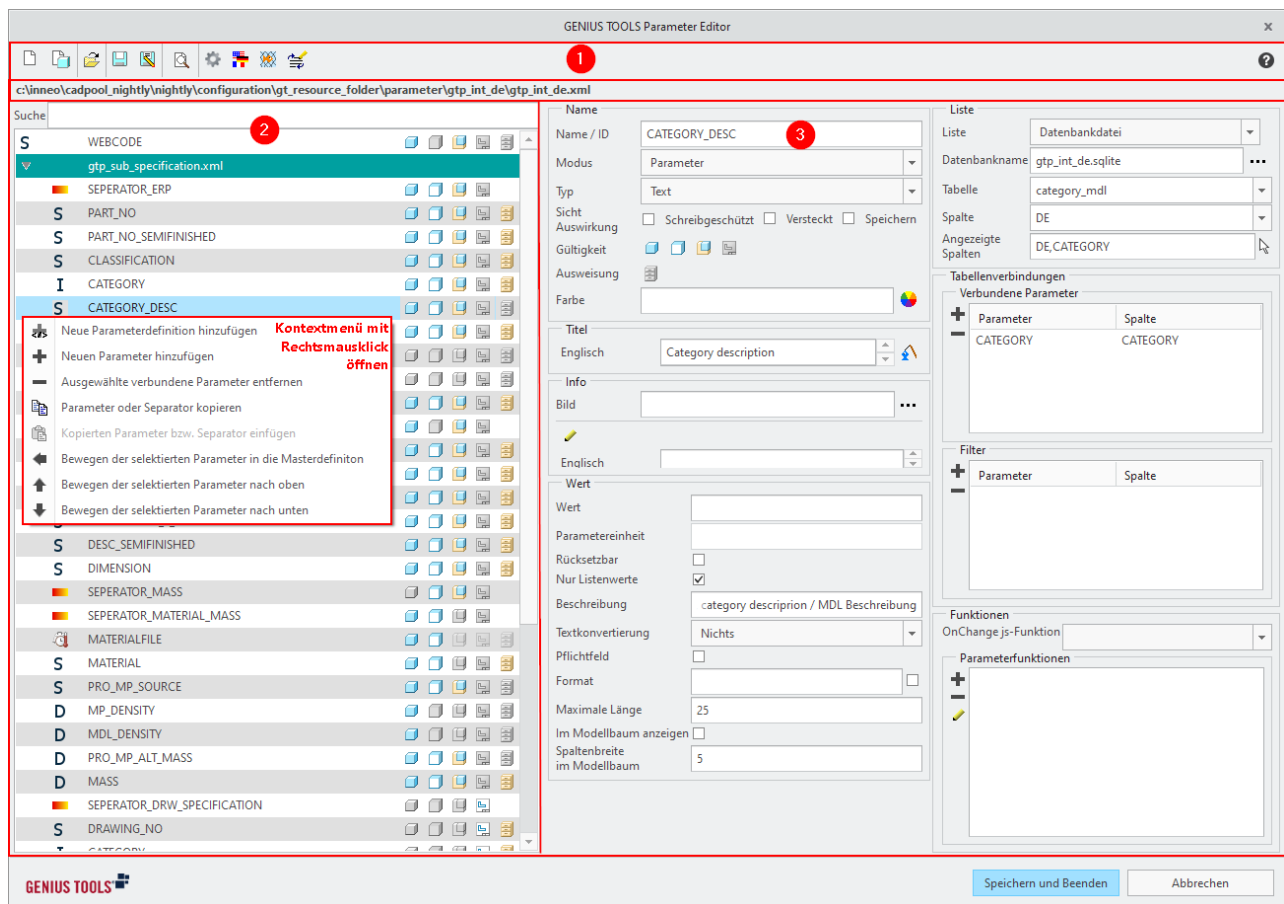 GENIUS TOOLS Parameter Editor
x
1
?
c:\inneo\cadpool_nightly\nightly\configuration\gt_resource_folder\parameter\gtp_int_de\gtp_int_de.xml
Suche
2
S WEBCODE
gtp_sub_specification.xml
SEPERATOR_ERP
S PART_NO
S PART_NO_SEMIFINISHED
S CLASSIFICATION
I CATEGORY
S CATEGORY_DESC
Kontextmenü mit
Rechtsmausklick
öffnen
Neue Parameterdefinition hinzufügen
Neuen Parameter hinzufügen
Ausgewählte verbundene Parameter entfernen
Parameter oder Separator kopieren
Kopierten Parameter bzw. Separator einfügen
Bewegen der selektierten Parameter in die Masterdefiniton
Bewegen der selektierten Parameter nach oben
Bewegen der selektierten Parameter nach unten
S DESC_SEMIFINISHED
S DIMENSION
SEPERATOR_MASS
SEPERATOR_MATERIAL_MASS
MATERIALFILE
S MATERIAL
S PRO_MP_SOURCE
D MP_DENSITY
D MDL_DENSITY
D PRO_MP_ALT_MASS
D MASS
SEPERATOR_DRW_SPECIFICATION
S DRAWING_NO
I CATEGORY
Name
Name / ID CATEGORY_DESC
3
Modus Parameter
Typ Text
Sicht
Auswirkung
Schreibgeschützt Versteckt Speichern
Gültigkeit
Ausweisung
Farbe
Titel
Englisch Category description
Info
Bild
Englisch
Wert
Wert
Parametereinheit
Rücksetzbar
Nur Listenwerte
Beschreibung category descriprion / MDL Beschreibung
Textkonvertierung Nichts
Pflichtfeld
Format
Maximale Länge 25
Im Modellbaum anzeigen
Spaltenbreite
im Modellbaum
5
Liste
Liste Datenbankdatei
Datenbankname gtp_int_de.sqlite
Tabelle category_mdl
Spalte DE
Angezeigte
Spalten
DE,CATEGORY
Tabellenverbindungen
Verbundene Parameter
Parameter Spalte
CATEGORY CATEGORY
Filter
Parameter Spalte
Funktionen
OnChange js-Funktion
Parameterfunktionen
GENIUS TOOLS
Speichern und Beenden
Abbrechen